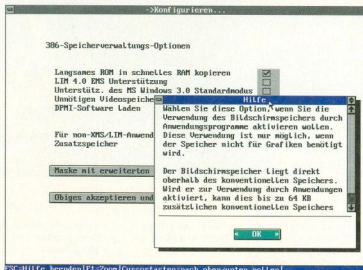 ->Konfigurieren...
386-Speicherverwaltungs-Optionen
Langsames ROM in schnelles RAM kopieren
LIM 4.0 EMS Unterstützung
Unterstütz. des MS Windows 3.0 Standardmodus
Unnötigen Videospeiche
DPMI-Software laden
Für non-XMS/LIM-Anwend
Zusatzspeicher
Maske mit erweiterten
Obiges akzeptieren und
Hilfe
Wählen Sie diese Option, wenn Sie die
Verwendung des Bildschirmspeichers durch
Anwendungsprogramme aktivieren wollen.
Diese Verwendung ist nur möglich, wenn
der Speicher nicht für Grafiken benötigt
wird.
Der Bildschirmspeicher liegt direkt
oberhalb des konventionellen Speichers.
Wird er zur Verwendung durch Anwendungen
aktiviert, kann dies bis zu 64 KB
zusätzlichen konventionellen Speichers
OK
ESC=Hilfe beenden|F1=Zoom|Cursortasten=nach oben/unten rollen|